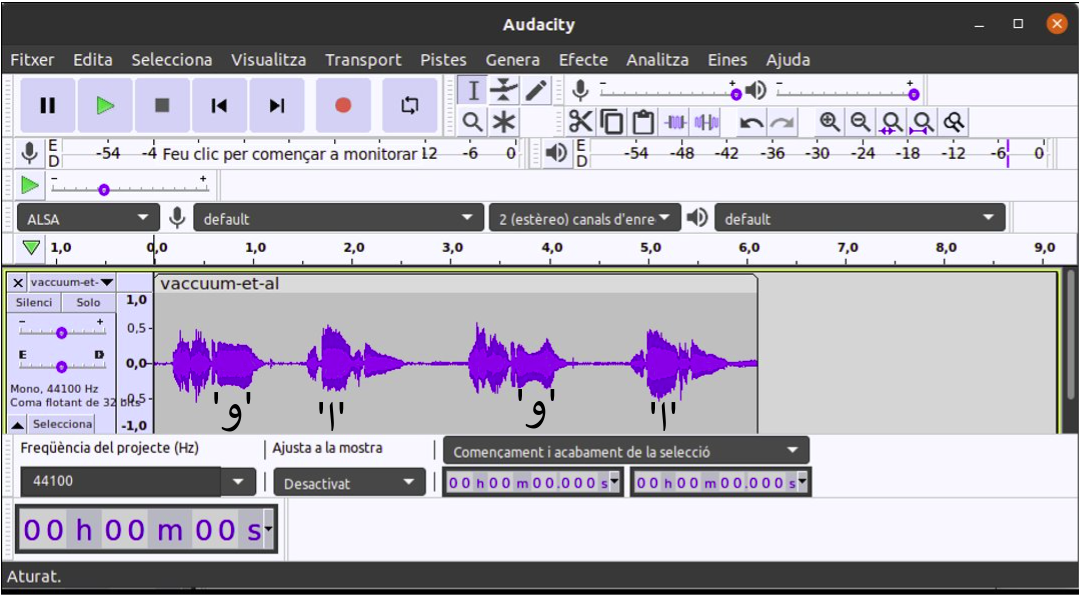 Audacity
Fitxer Edita Selecciona Visualitza Transport Pistes Genera Efecte Analitza Eines Ajuda
- + - +
E D -54 -4 Feu clic per començar a monitorar 12 -6 0 E D -54 -48 -42 -36 -30 -24 -18 -12 -6 0
- +
ALSA default 2 (estèreo) canals d'enre default
1,0 0,0 1,0 2,0 3,0 4,0 5,0 6,0 7,0 8,0 9,0
vaccuum-et- vaccuum-et-al
Silenci Solo 1,0
- + 0,5
E D 0,0
Mono, 44100 Hz
Coma flotant de 32 bits -0,5
'و' 'ا' 'و' 'ا'
Selecciona -1,0
Freqüència del projecte (Hz) Ajusta a la mostra Començament i acabament de la selecció
44100 Desactivat 00 h 00 m 00.000 s 00 h 00 m 00.000 s
00 h 00 m 00 s
Aturat.